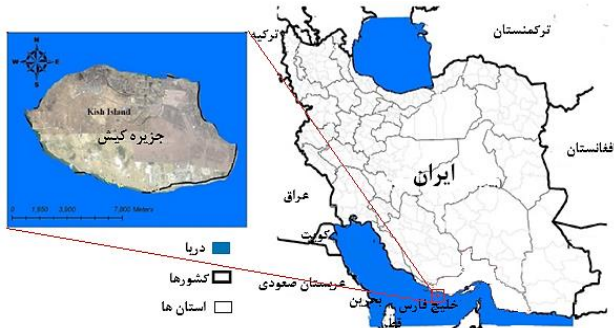 N
W
E
S
Kish Island
جزیره کیش
0 1,950 3,900 7,800 Meters
دریا
کشورها
استان ها
ترکیه
ترکمنستان
افغانستان
ایران
عراق
کویت
عربستان صعودی
بحرین
خلیج فارس
قطر